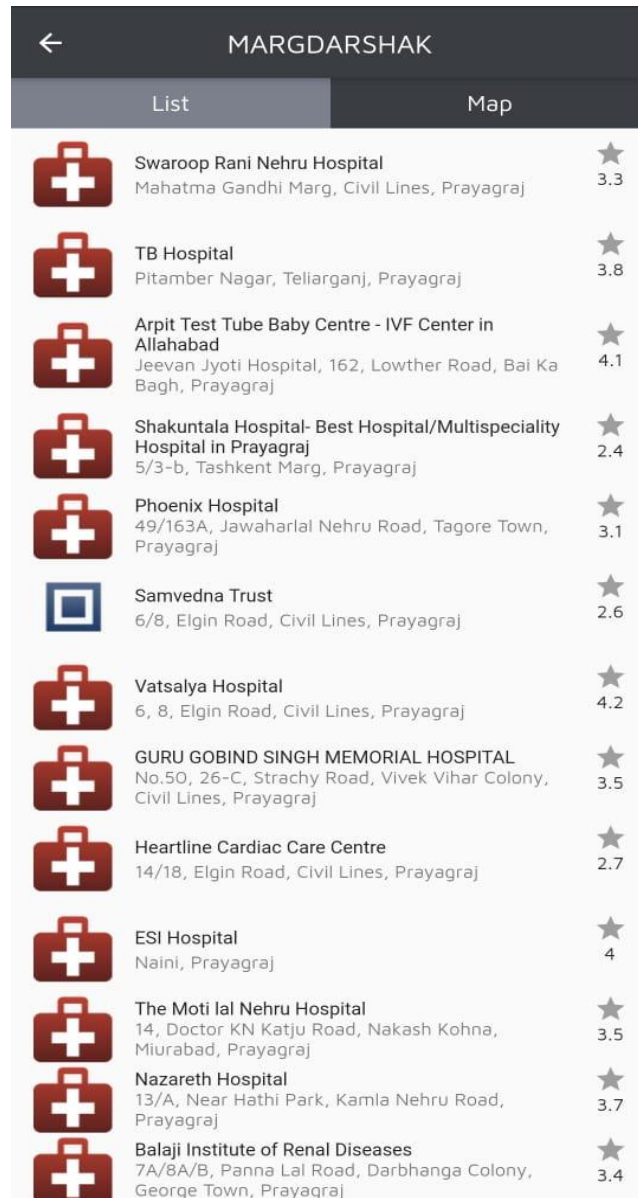 MARGDARSHAK
List
Map
Swaroop Rani Nehru Hospital
Mahatma Gandhi Marg, Civil Lines, Prayagraj
3.3
TB Hospital
Pitamber Nagar, Teliarganj, Prayagraj
3.8
Arpit Test Tube Baby Centre - IVF Center in
Allahabad
Jeevan Jyoti Hospital, 162, Lowther Road, Bai Ka
Bagh, Prayagraj
4.1
Shakuntala Hospital- Best Hospital/Multispeciality
Hospital in Prayagraj
5/3-b, Tashkent Marg, Prayagraj
2.4
Phoenix Hospital
49/163A, Jawaharlal Nehru Road, Tagore Town,
Prayagraj
3.1
Samvedna Trust
6/8, Elgin Road, Civil Lines, Prayagraj
2.6
Vatsalya Hospital
6, 8, Elgin Road, Civil Lines, Prayagraj
4.2
GURU GOBIND SINGH MEMORIAL HOSPITAL
No.50, 26-C, Strachy Road, Vivek Vihar Colony,
Civil Lines, Prayagraj
3.5
Heartline Cardiac Care Centre
14/18, Elgin Road, Civil Lines, Prayagraj
2.7
ESI Hospital
Naini, Prayagraj
4
The Moti lal Nehru Hospital
14, Doctor KN Katju Road, Nakash Kohna,
Miurabad, Prayagraj
3.5
Nazareth Hospital
13/A, Near Hathi Park, Kamla Nehru Road,
Prayagraj
3.7
Balaji Institute of Renal Diseases
7A/8A/B, Panna Lal Road, Darbhanga Colony,
George Town, Prayagraj
3.4